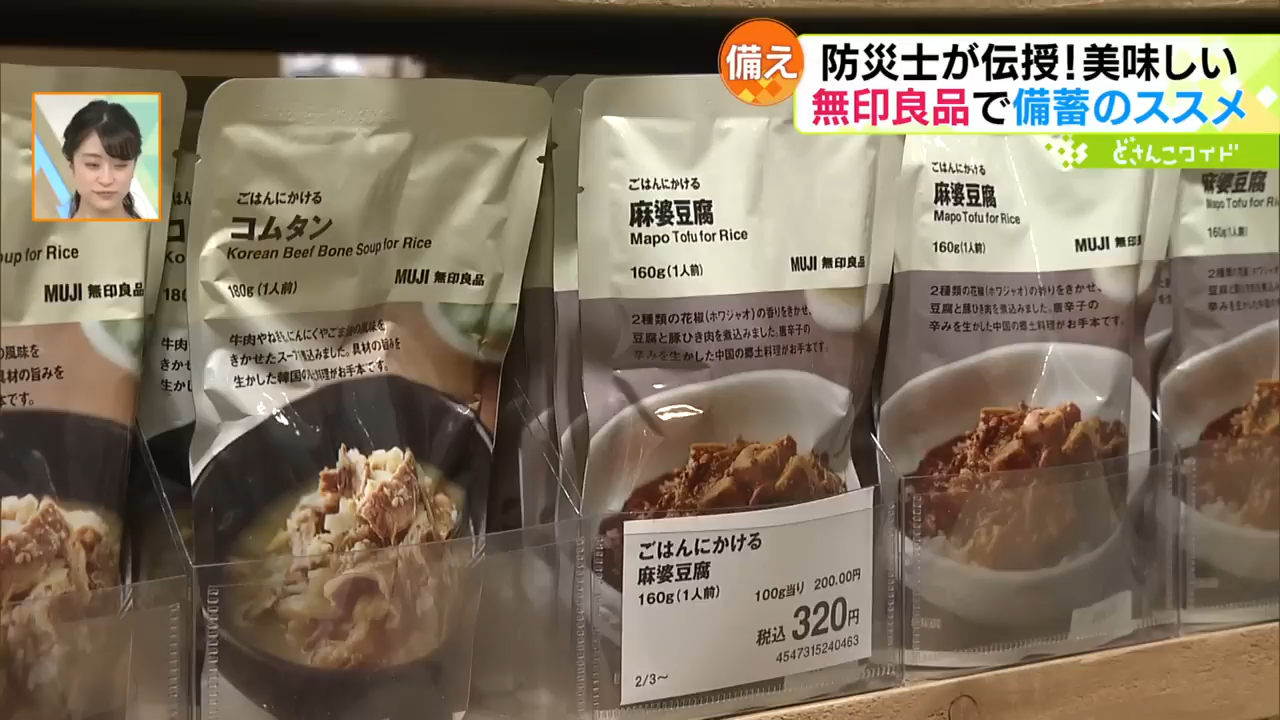 備え
防災士が伝授！美味しい
無印良品で備蓄のススメ
どさんこワイド
oup for Rice
MUJI 無印良品
の風味を
具材の旨みを
本です。
ごはんにかける
コムタン
Korean Beef Bone Soup for Rice
MUJI 無印良品
180g（1人前）
牛肉やねぎ、にんにくやごま油の風味を
きかせたスープで煮込みました。具材の旨みを
生かした韓国のお料理がお手本です。
ごはんにかける
麻婆豆腐
Mapo Tofu for Rice
160g（1人前）
MUJI 無印良品
2種類の花椒（ホワジャオ）の香りをきかせ、
豆腐と豚ひき肉を煮込みました。唐辛子の
辛みを生かした中国の郷土料理がお手本です。
ごはんにかける
麻婆豆腐
Mapo Tofu for Rice
160g（1人前）
MUJI 無印
2種類の花椒（ホワジャオ）の香りをきかせ、
豆腐と豚ひき肉を煮込みました。唐辛子の
辛みを生かした中国の郷土料理がお手本です。
麻婆豆腐
Mapo Tofu for Ri
160g（1人前）
ごはんにかける
麻婆豆腐
160g（1人前）
100g当り 200.00円
税込 320円
4547315240463
2/3～